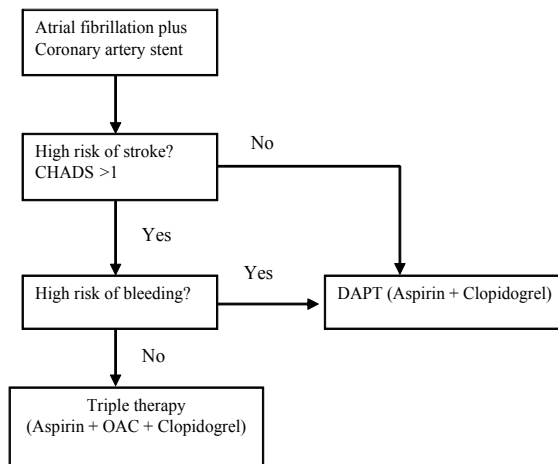 Atrial fibrillation plus
Coronary artery stent
High risk of stroke?
CHADS >1
No
Yes
High risk of bleeding?
Yes
DAPT (Aspirin + Clopidogrel)
No
Triple therapy
(Aspirin + OAC + Clopidogrel)